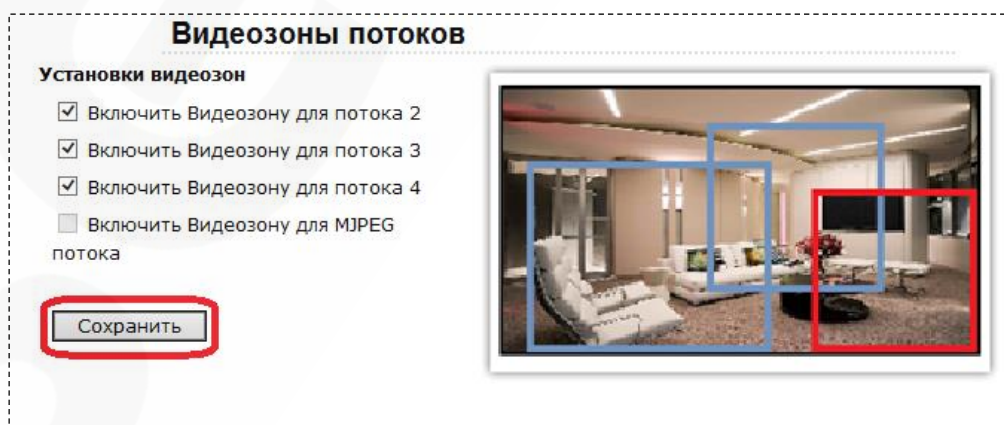 Видеозоны потоков
Установки видеозон
Включить Видеозону для потока 2
Включить Видеозону для потока 3
Включить Видеозону для потока 4
Включить Видеозону для MJPEG
потока
Сохранить